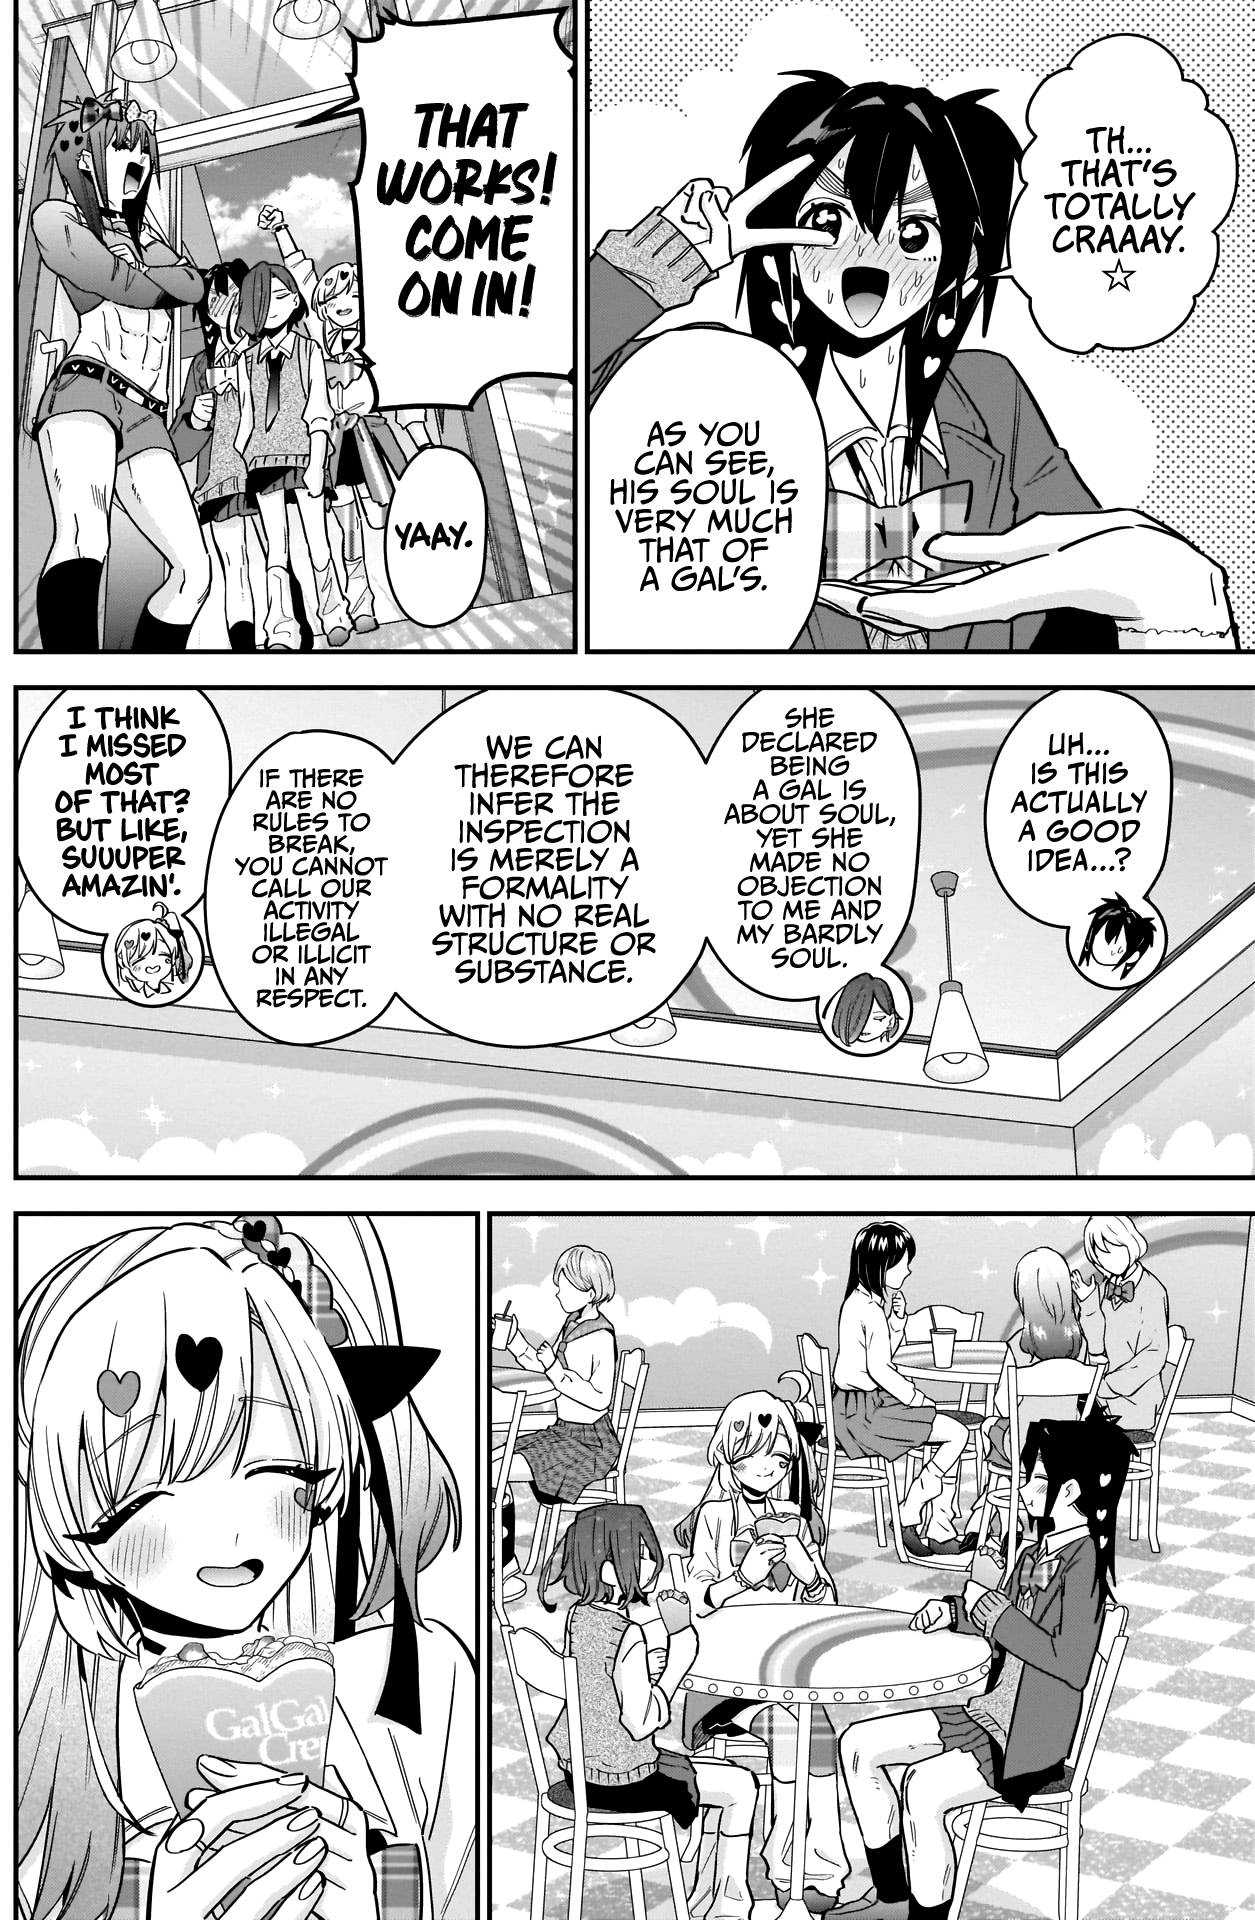 TH...
THAT'S
TOTALLY
CRAAAY.
☆
AS YOU
CAN SEE,
HIS SOUL IS
VERY MUCH
THAT OF
A GAL'S.
THAT
WORKS!
COME
ON IN!
YAAY.
UH...
IS THIS
ACTUALLY
A GOOD
IDEA...?
SHE
DECLARED
BEING
A GAL IS
ABOUT SOUL,
YET SHE
MADE NO
OBJECTION
TO ME AND
MY BARDLY
SOUL.
WE CAN
THEREFORE
INFER THE
INSPECTION
IS MERELY A
FORMALITY
WITH NO REAL
STRUCTURE OR
SUBSTANCE.
IF THERE
ARE NO
RULES TO
BREAK,
YOU CANNOT
CALL OUR
ACTIVITY
ILLEGAL
OR ILLICIT
IN ANY
RESPECT.
I THINK
I MISSED
MOST
OF THAT?
BUT LIKE,
SUUUPER
AMAZIN'.
GalGal
Crep